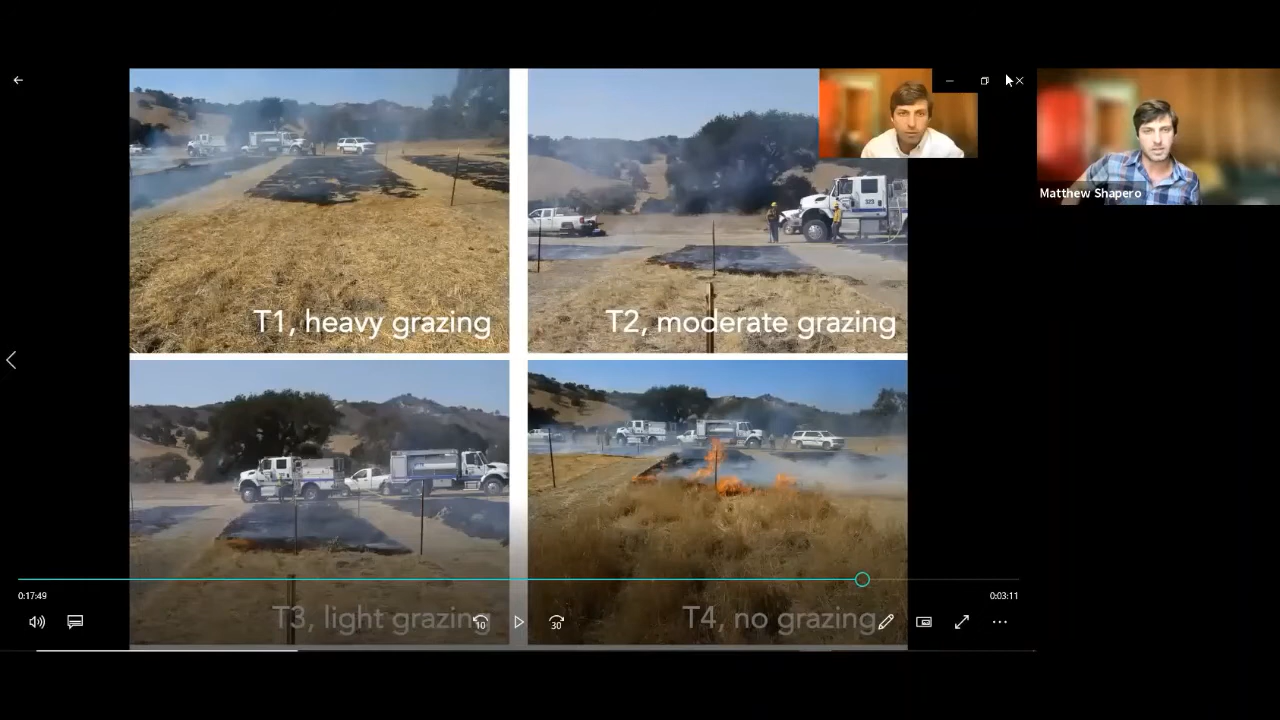 T1, heavy grazing
T2, moderate grazing
Matthew Shapero
T3, light grazing
T4, no grazing
0:17:49
0:03:11
10
30